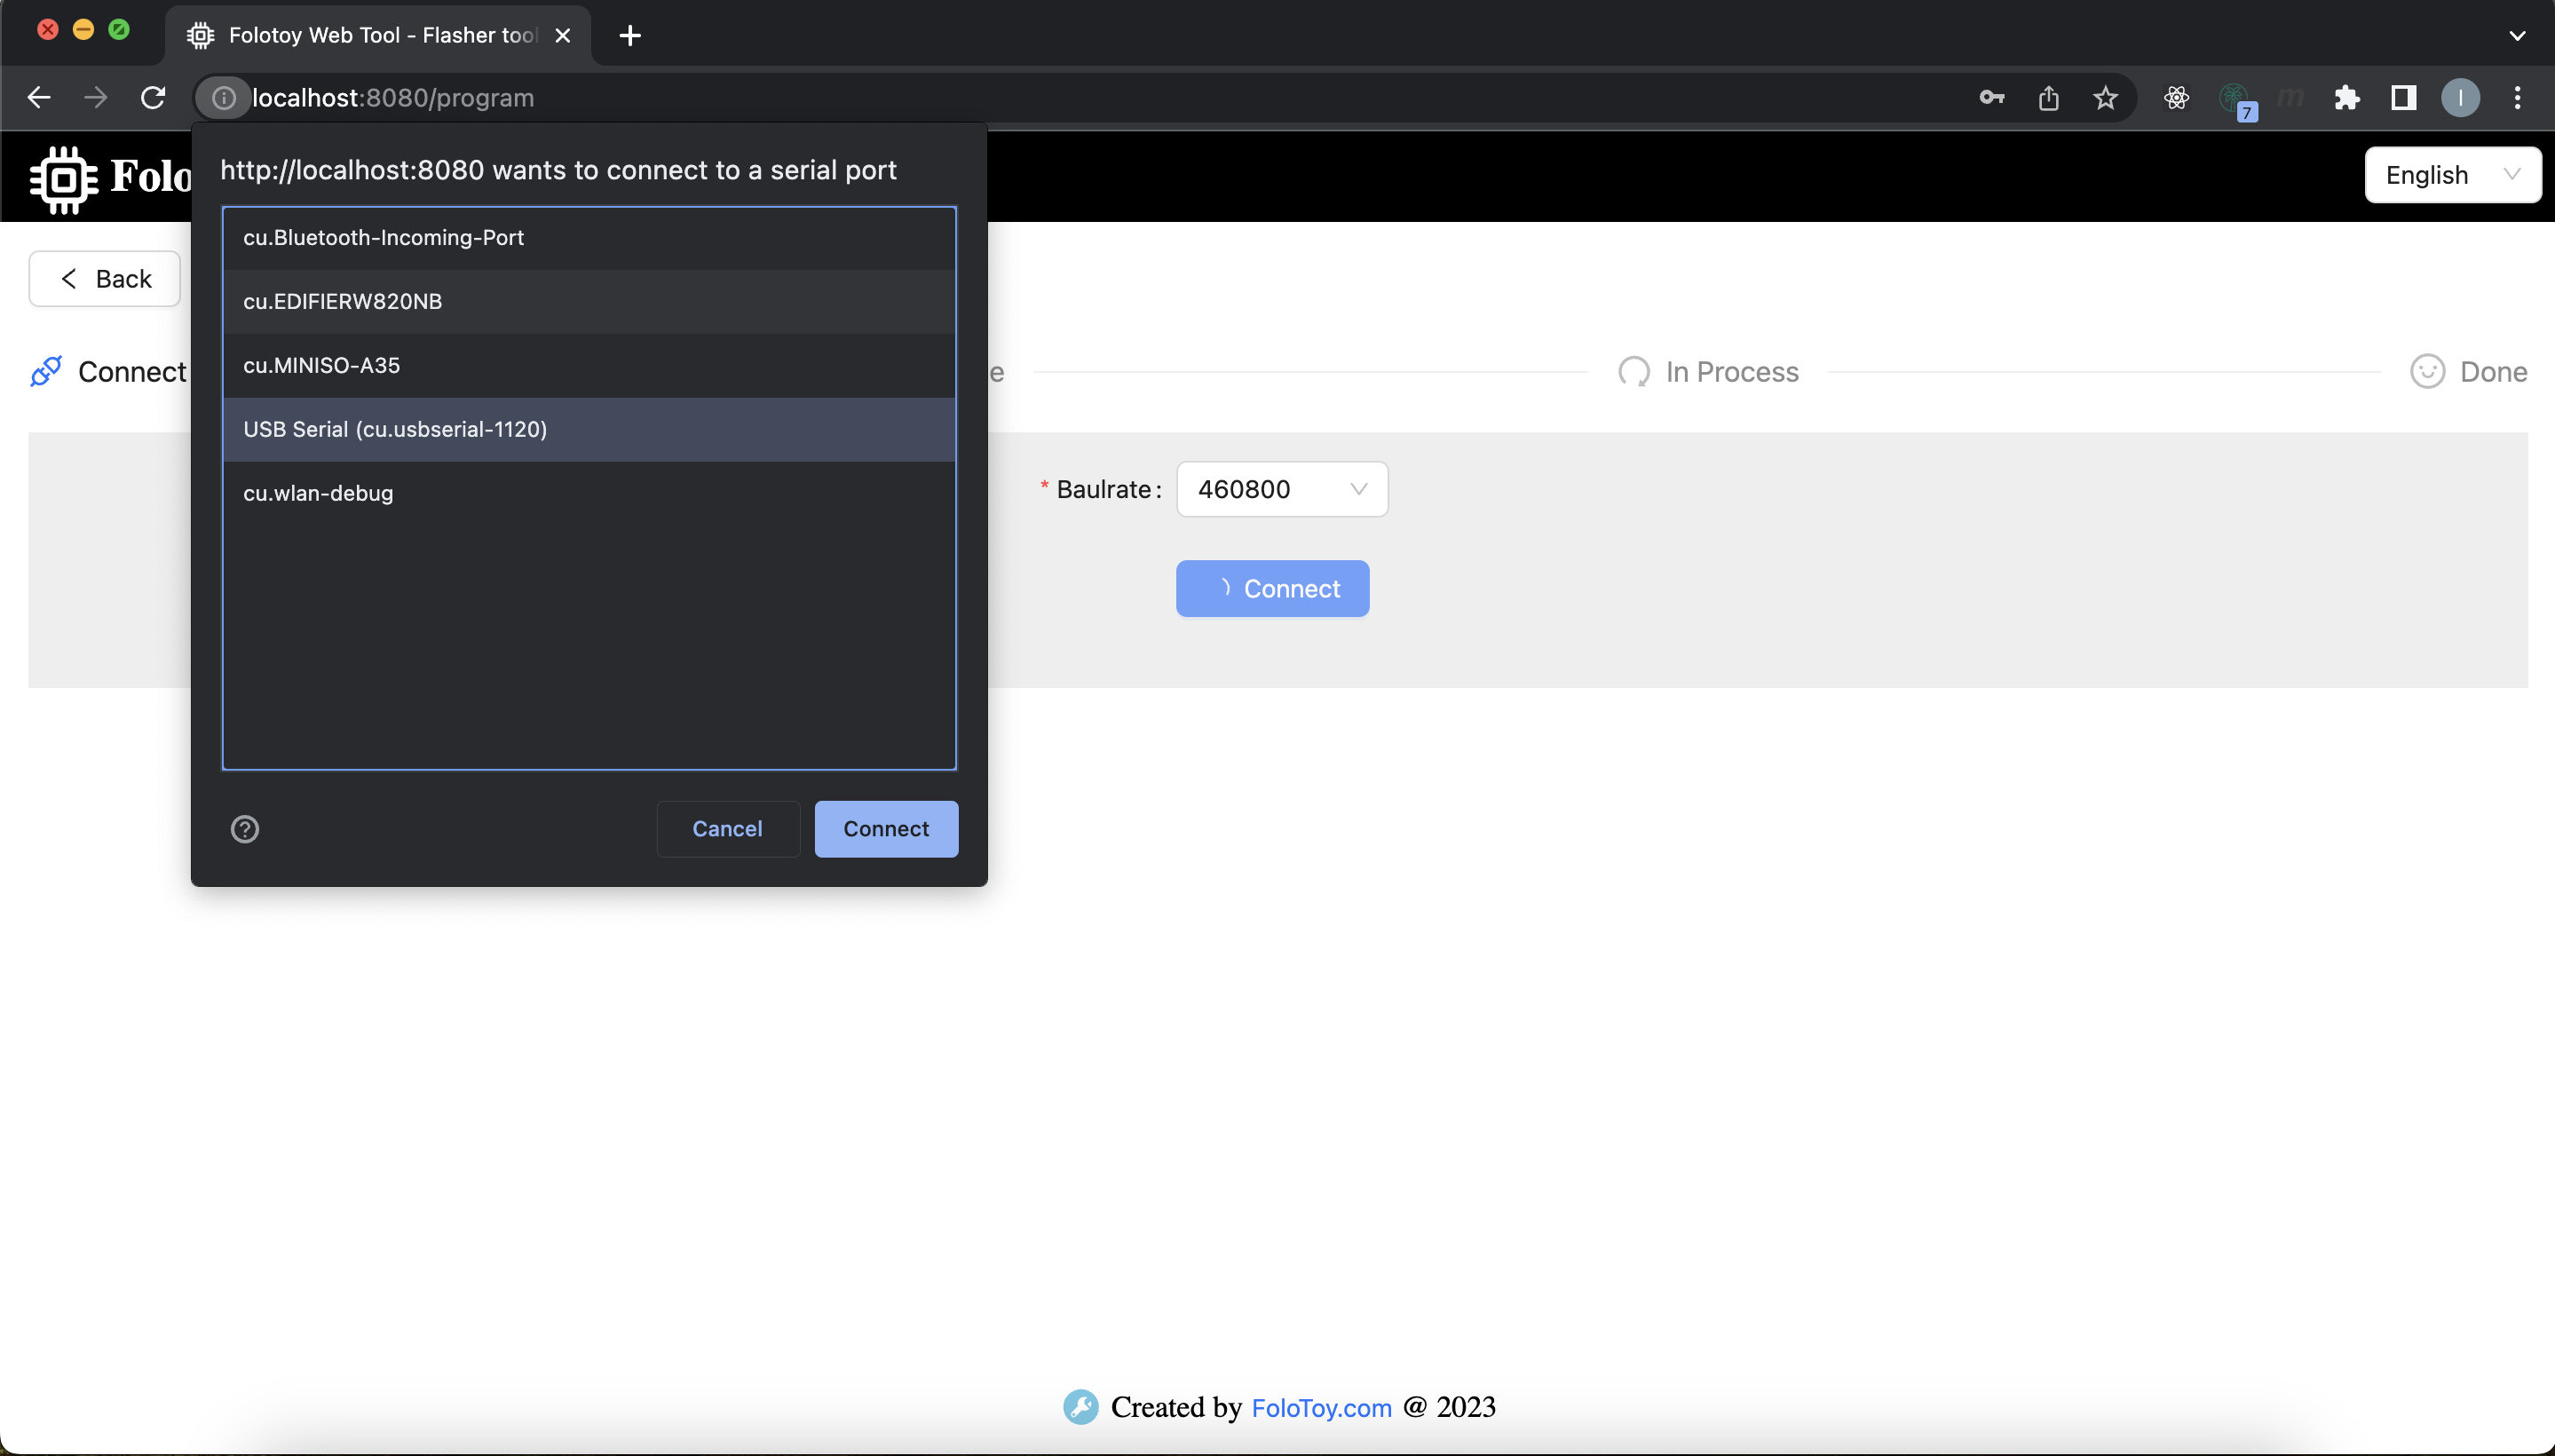 Folotoy Web Tool - Flasher tool
localhost:8080/program
7
I
Folo
English
http://localhost:8080 wants to connect to a serial port
cu.Bluetooth-Incoming-Port
cu.EDIFIERW820NB
cu.MINISO-A35
USB Serial (cu.usbserial-1120)
cu.wlan-debug
Cancel
Connect
Back
Connect
e
In Process
Done
* Baulrate :
460800
Connect
Created by FoloToy.com @ 2023